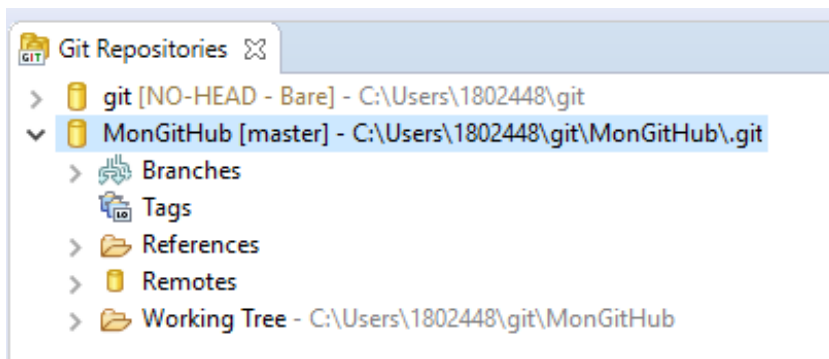 GIT Git Repositories
git [NO-HEAD - Bare] - C:\Users\1802448\git
MonGitHub [master] - C:\Users\1802448\git\MonGitHub\.git
Branches
Tags
References
Remotes
Working Tree - C:\Users\1802448\git\MonGitHub